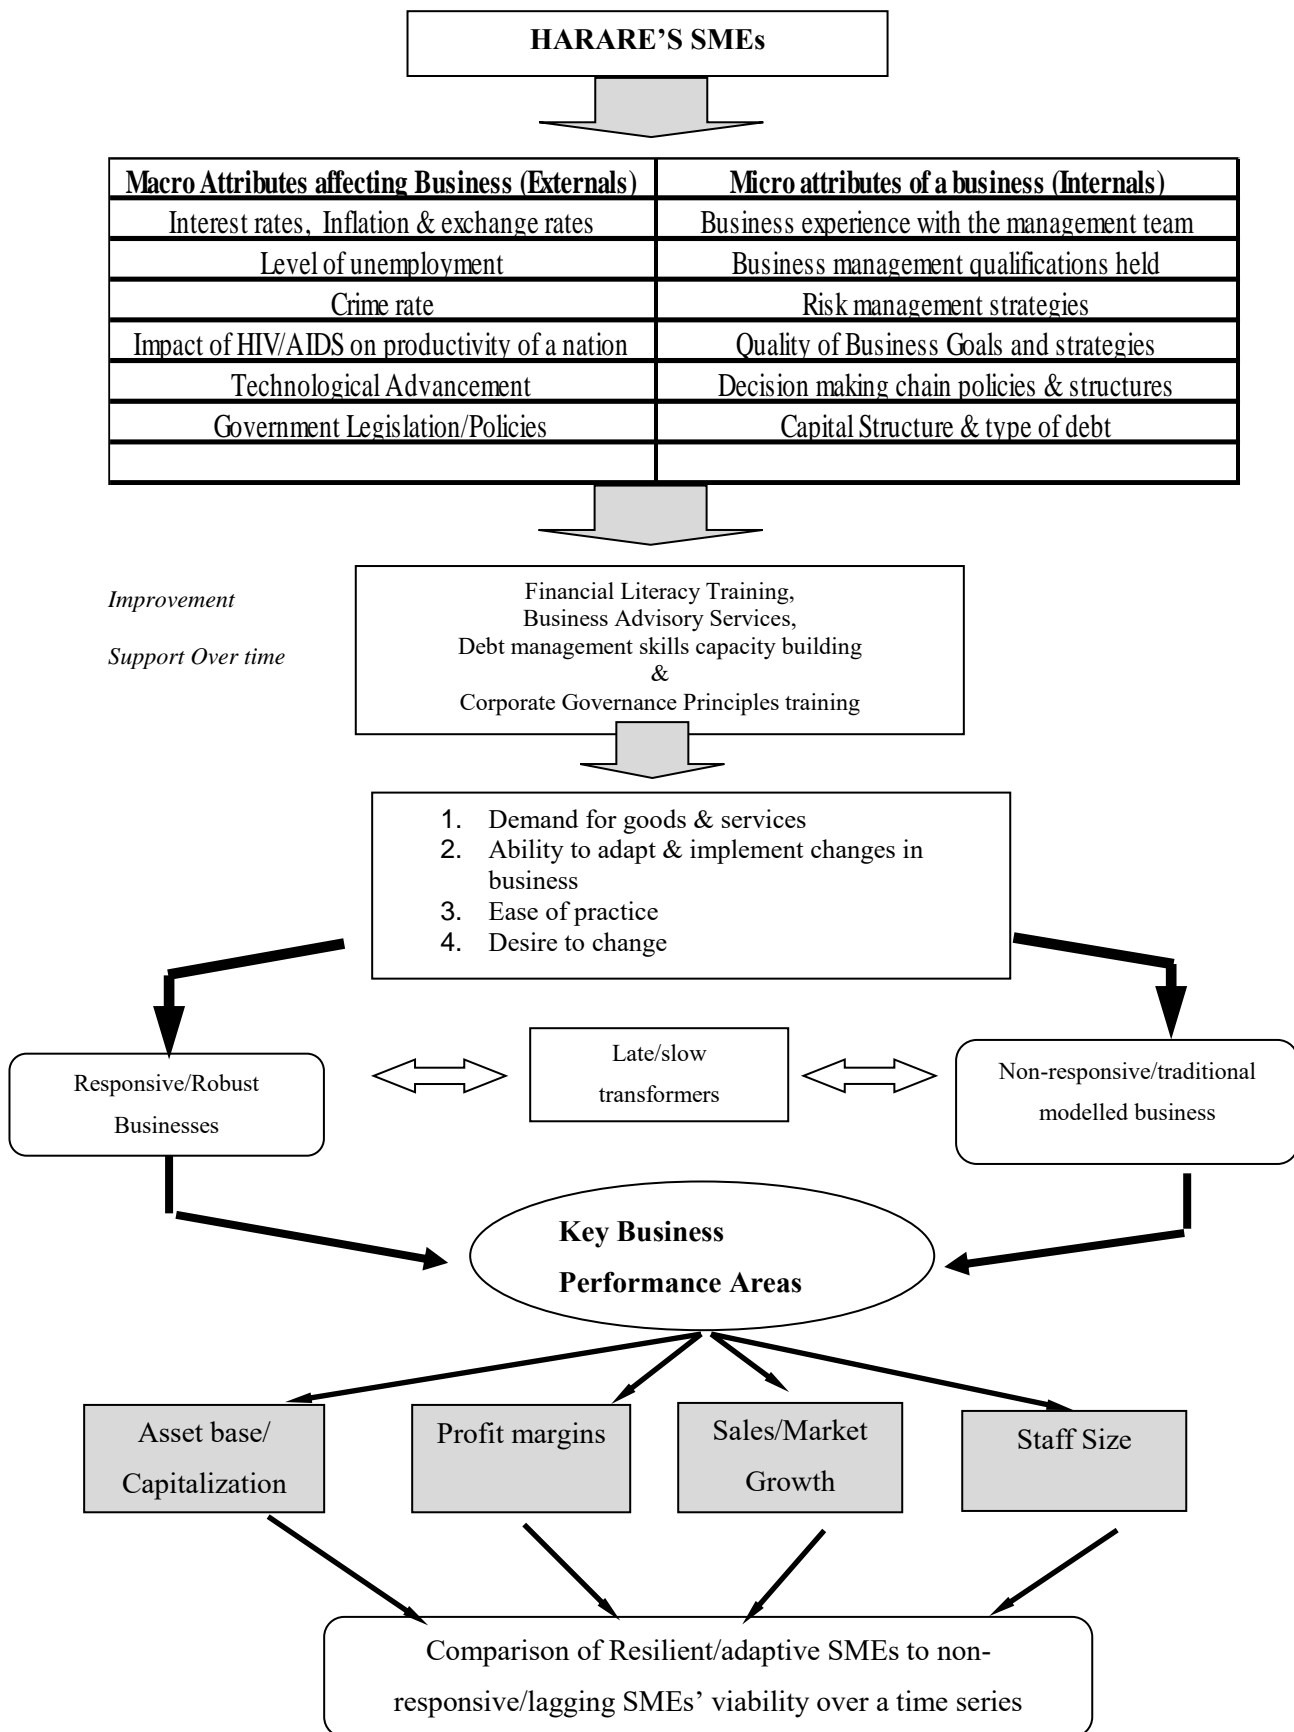 HARARE’S SMEs
Macro Attributes affecting Business (Externals)
Micro attributes of a business (Internals)
Interest rates, Inflation & exchange rates
Business experience with the management team
Level of unemployment
Business management qualifications held
Crime rate
Risk management strategies
Impact of HIV/AIDS on productivity of a nation
Quality of Business Goals and strategies
Technological Advancement
Decision making chain policies & structures
Government Legislation/Policies
Capital Structure & type of debt
Improvement
Support Over time
Financial Literacy Training,
Business Advisory Services,
Debt management skills capacity building
&
Corporate Governance Principles training
1. Demand for goods & services
2. Ability to adapt & implement changes in
business
3. Ease of practice
4. Desire to change
Responsive/Robust
Businesses
Late/slow
transformers
Non-responsive/traditional
modelled business
Key Business
Performance Areas
Asset base/
Capitalization
Profit margins
Sales/Market
Growth
Staff Size
Comparison of Resilient/adaptive SMEs to non-
responsive/lagging SMEs’ viability over a time series